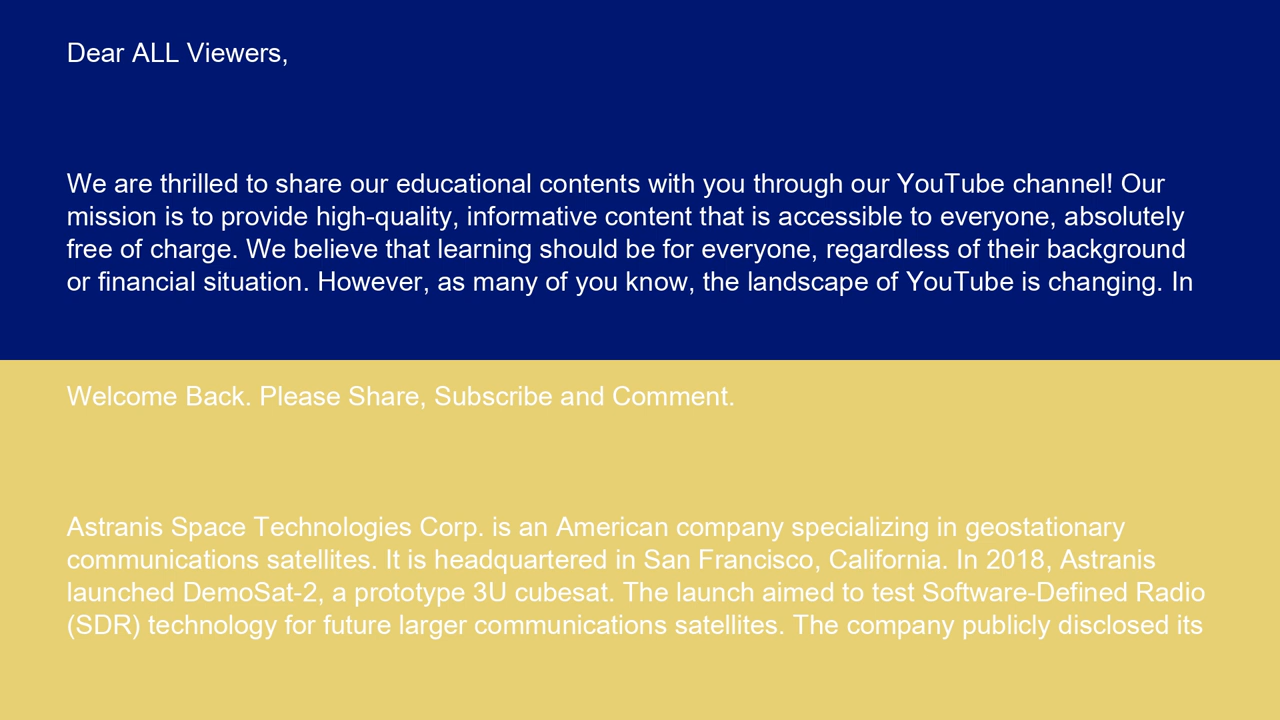 Dear ALL Viewers,
We are thrilled to share our educational contents with you through our YouTube channel! Our
mission is to provide high-quality, informative content that is accessible to everyone, absolutely
free of charge. We believe that learning should be for everyone, regardless of their background
or financial situation. However, as many of you know, the landscape of YouTube is changing. In
Welcome Back. Please Share, Subscribe and Comment.
Astranis Space Technologies Corp. is an American company specializing in geostationary
communications satellites. It is headquartered in San Francisco, California. In 2018, Astranis
launched DemoSat-2, a prototype 3U cubesat. The launch aimed to test Software-Defined Radio
(SDR) technology for future larger communications satellites. The company publicly disclosed its